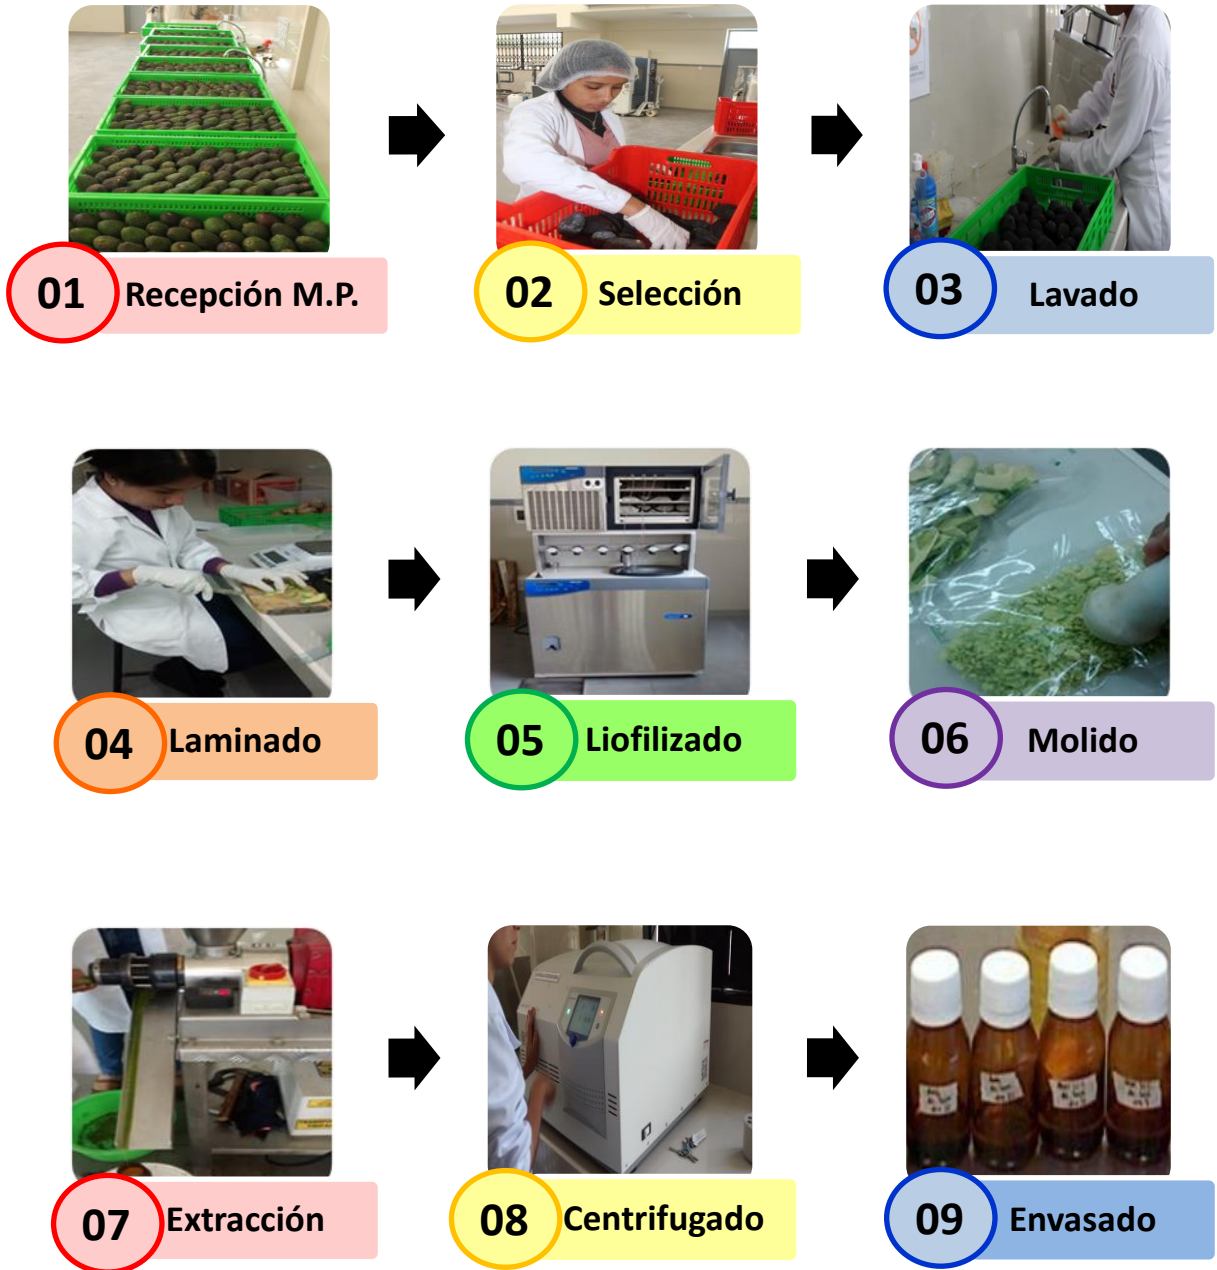 01 Recepción M.P.
02 Selección
03 Lavado
04 Laminado
05 Liofilizado
06 Molido
07 Extracción
08 Centrifugado
09 Envasado